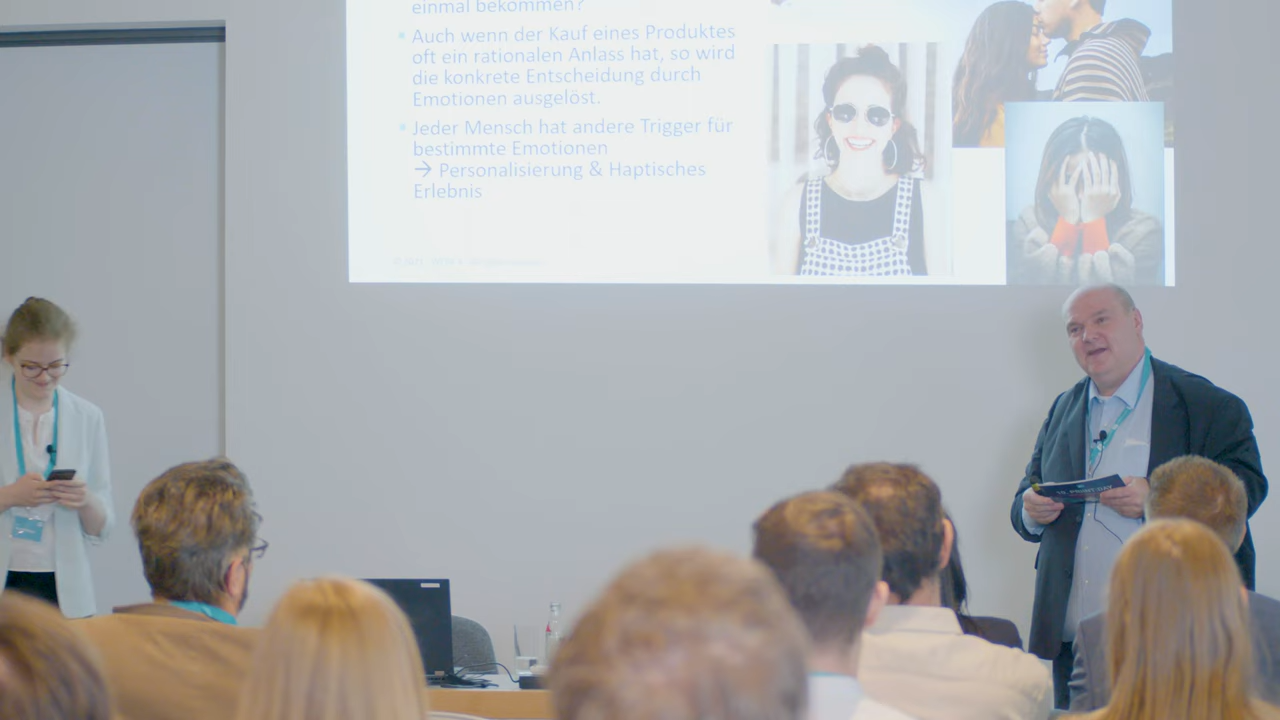 einmal bekommen?
Auch wenn der Kauf eines Produktes
oft ein rationalen Anlass hat, so wird
die konkrete Entscheidung durch
Emotionen ausgelöst.
Jeder Mensch hat andere Trigger für
bestimmte Emotionen
→ Personalisierung & Haptisches
Erlebnis